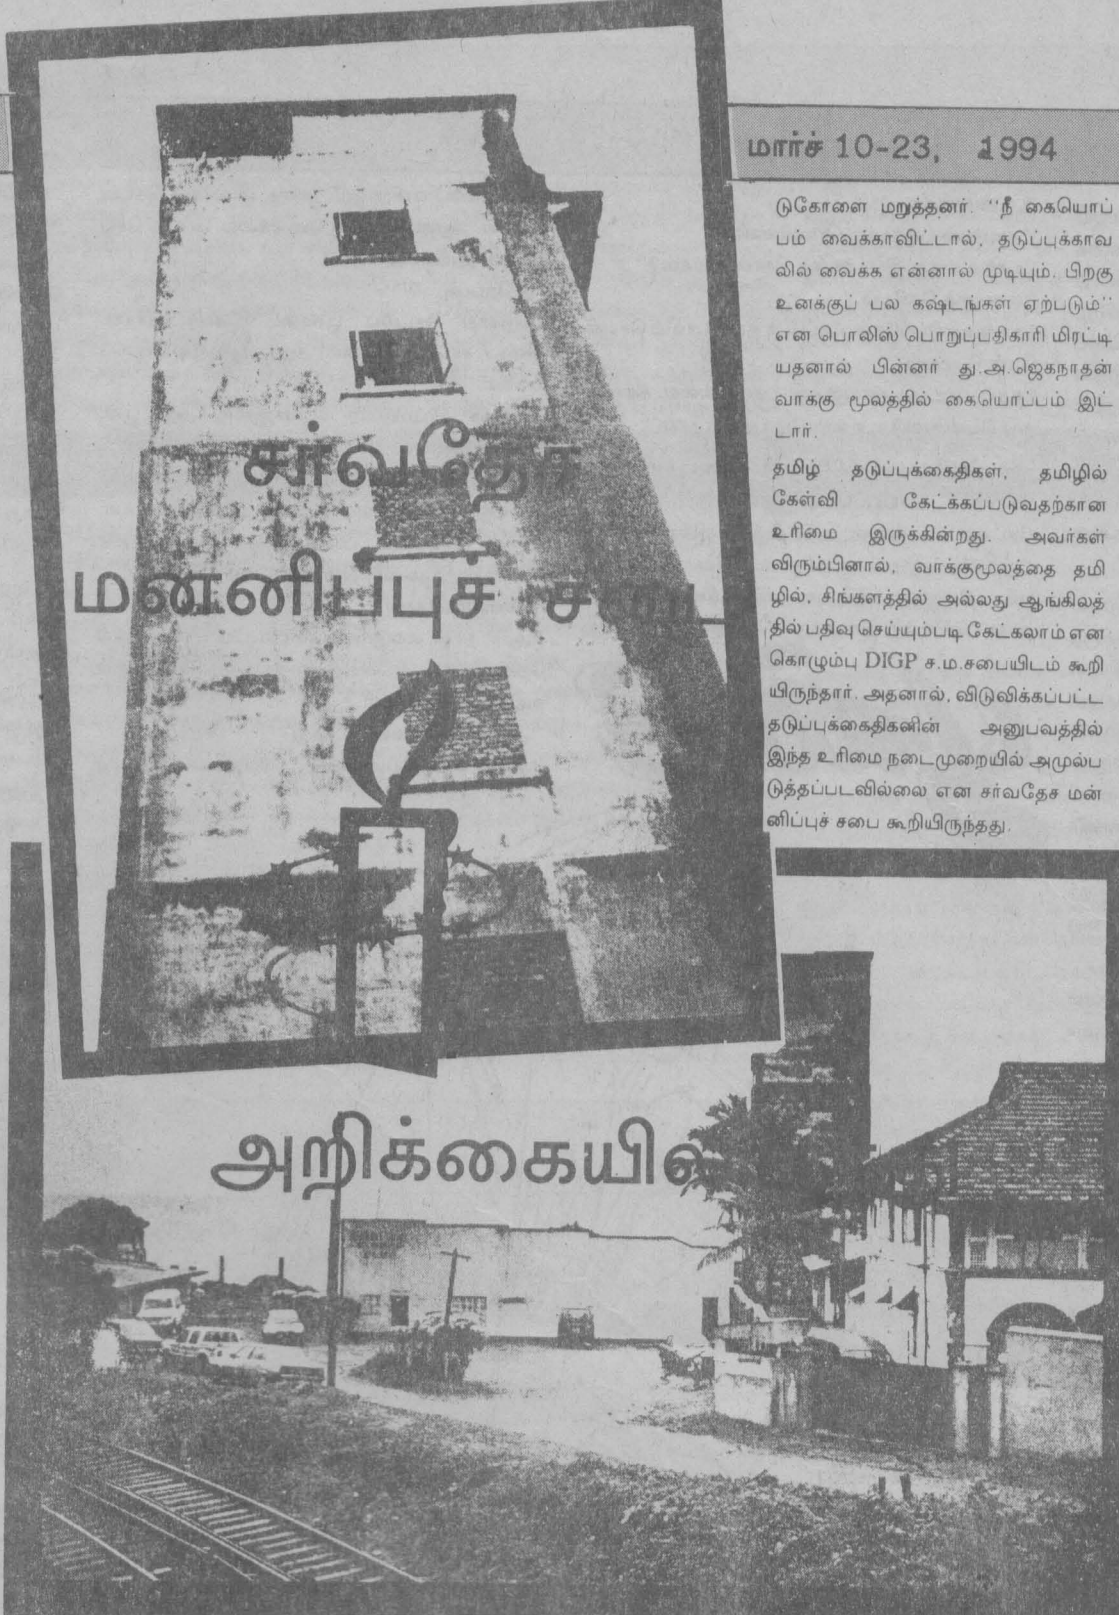 மார்ச் 10-23, 1994
டுகோளை மறுத்தனர். ‘‘நீ கையொப்
பம் வைக்காவிட்டால், தடுப்புக்காவ
லில் வைக்க என்னால் முடியும். பிறகு
உனக்குப் பல கஷ்டங்கள் ஏற்படும்’’
என பொலிஸ் பொறுப்பதிகாரி மிரட்டி
யதனால் பின்னர் து.அ.ஜெகநாதன்
வாக்கு மூலத்தில் கையொப்பம் இட்
டார்.
தமிழ் தடுப்புக்கைதிகள், தமிழில்
கேள்வி கேட்க்கப்படுவதற்கான
உரிமை இருக்கின்றது. அவர்கள்
விரும்பினால், வாக்குமூலத்தை தமி
ழில், சிங்களத்தில் அல்லது ஆங்கிலத்
தில் பதிவு செய்யும்படி கேட்கலாம் என
கொழும்பு DIGP ச.ம.சபையிடம் கூறி
யிருந்தார். அதனால், விடுவிக்கப்பட்ட
தடுப்புக்கைதிகளின் அனுபவத்தில்
இந்த உரிமை நடைமுறையில் அமுல்ப
டுத்தப்படவில்லை என சர்வதேச மன்
னிப்புச் சபை கூறியிருந்தது.
சர்வதேச
மன்னிப்புச் சபை
அறிக்கையில்